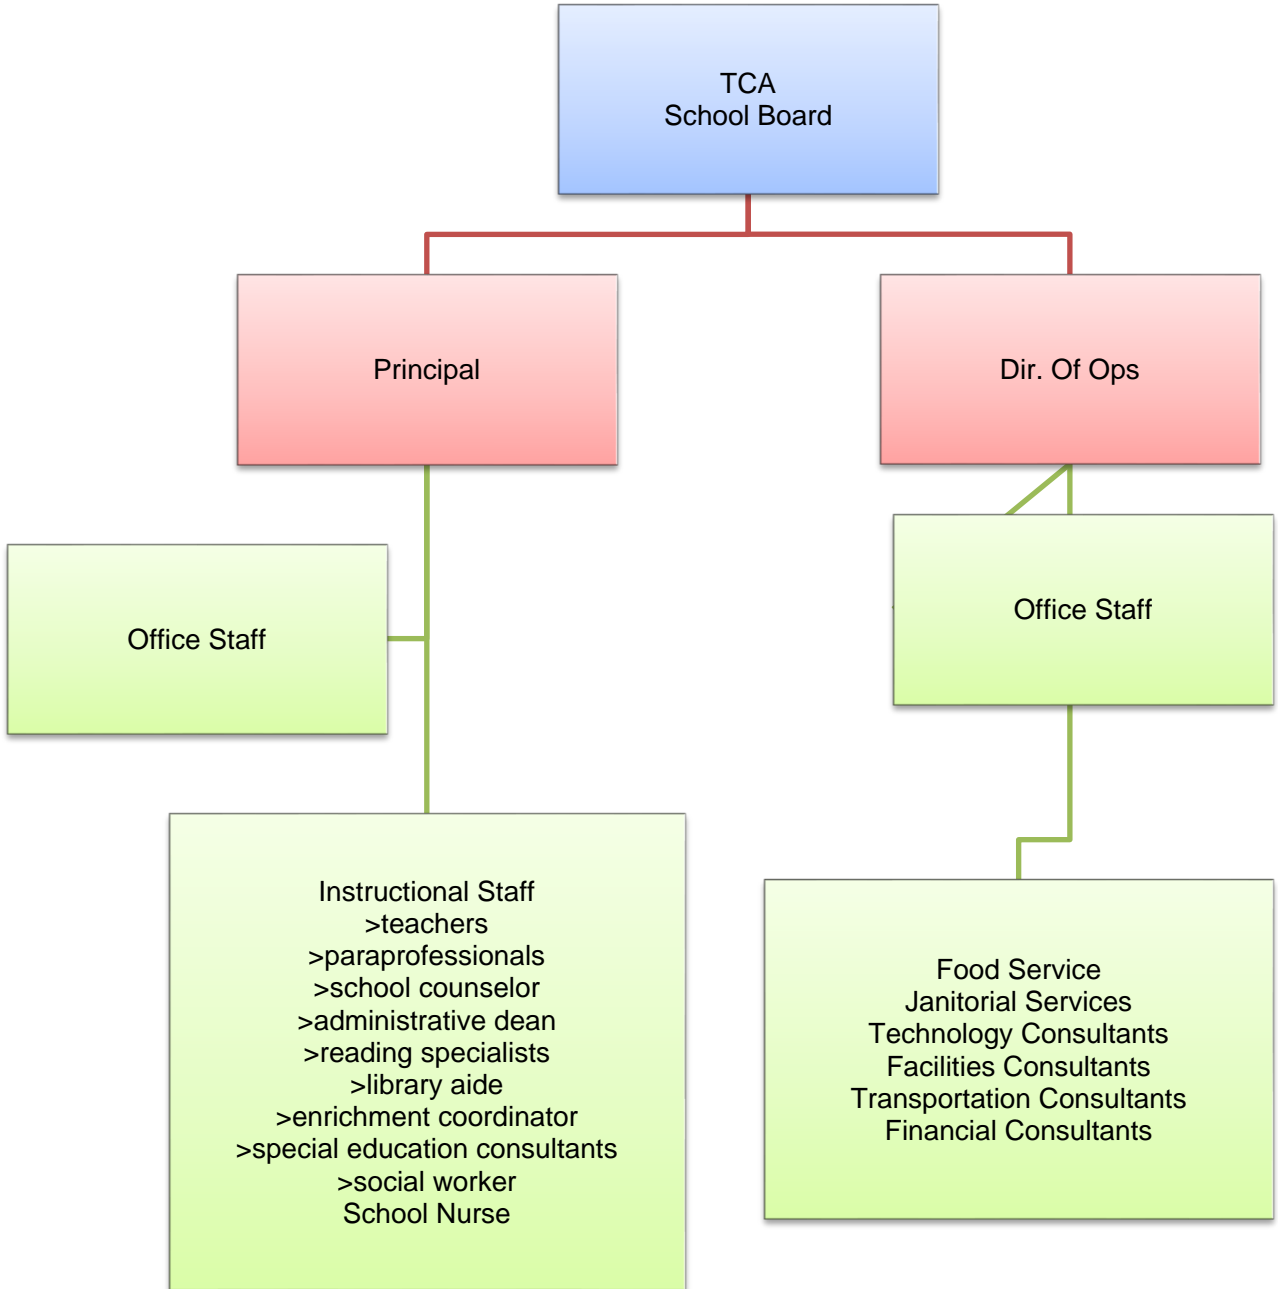 TCA
School Board
Principal
Dir. Of Ops
Office Staff
Office Staff
Instructional Staff
>teachers
>paraprofessionals
>school counselor
>administrative dean
>reading specialists
>library aide
>enrichment coordinator
>special education consultants
>social worker
School Nurse
Food Service
Janitorial Services
Technology Consultants
Facilities Consultants
Transportation Consultants
Financial Consultants